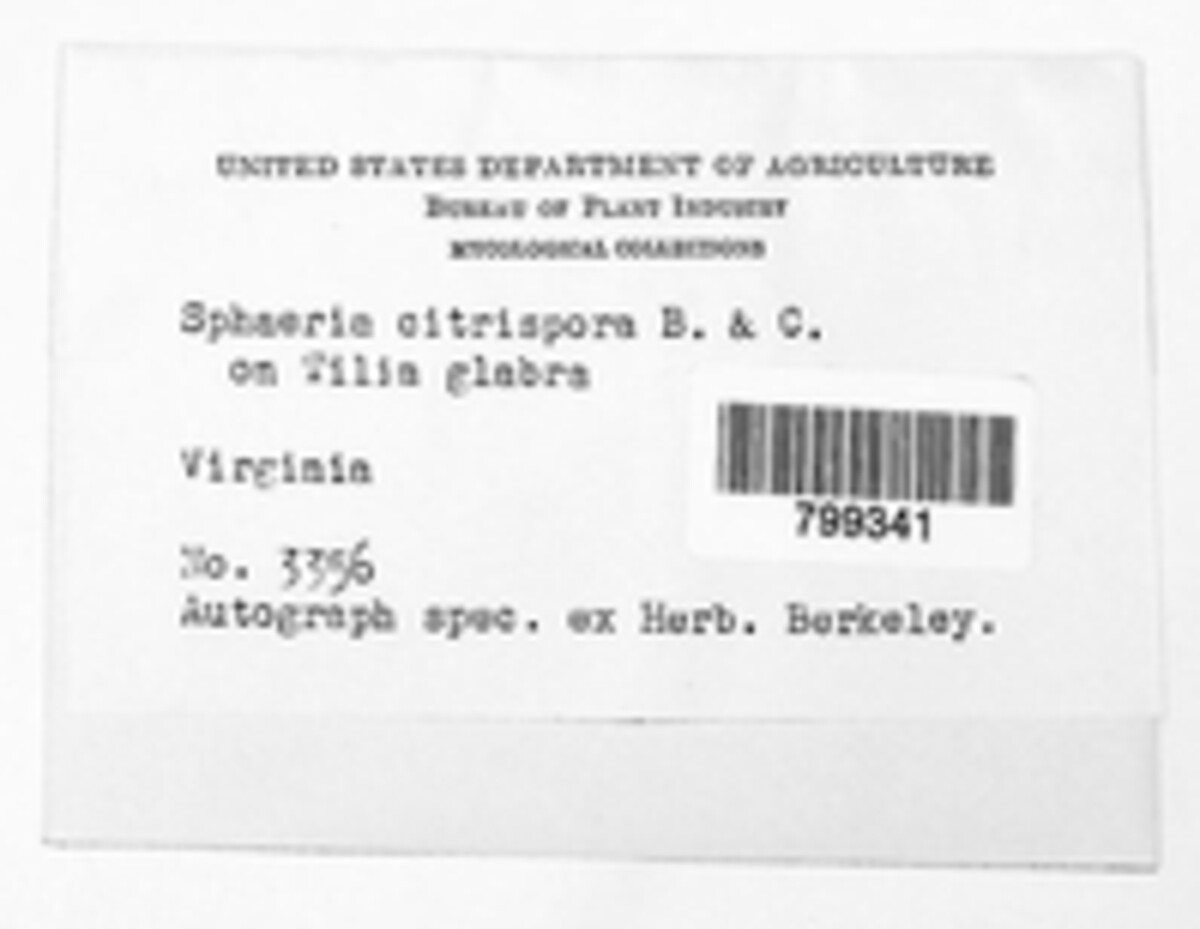 UNITED STATES DEPARTMENT OF AGRICULTURE
BUREAU OF PLANT INDUSTRY
MYCOLOGICAL COLLECTIONS
Sphaeria citrispora B. & C.
on Tilia glabra
Virginia
799341
No. 3356
Autograph spec. ex Herb. Berkeley.